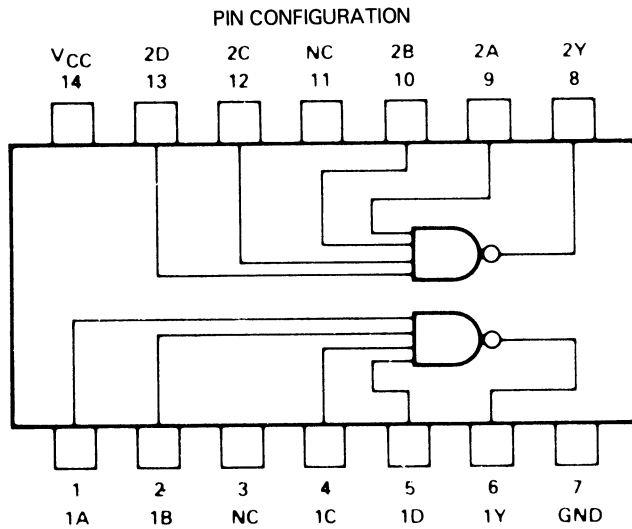 PIN CONFIGURATION
VCC 2D 2C NC 2B 2A 2Y
14 13 12 11 10 9 8
1 2 3 4 5 6 7
1A 1B NC 1C 1D 1Y GND